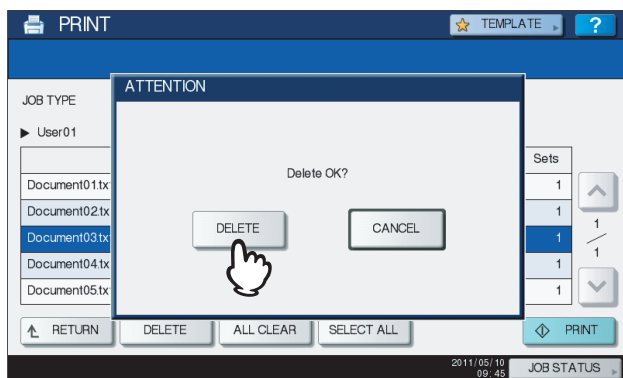 PRINT
TEMPLATE
?
ATTENTION
JOB TYPE
User01
Sets
Delete OK?
Document01.tx 1
Document02.tx 1
DELETE CANCEL
Document03.tx 1
1
1
Document04.tx 1
Document05.tx 1
RETURN DELETE ALL CLEAR SELECT ALL PRINT
2011/05/10
09:45
JOB STATUS